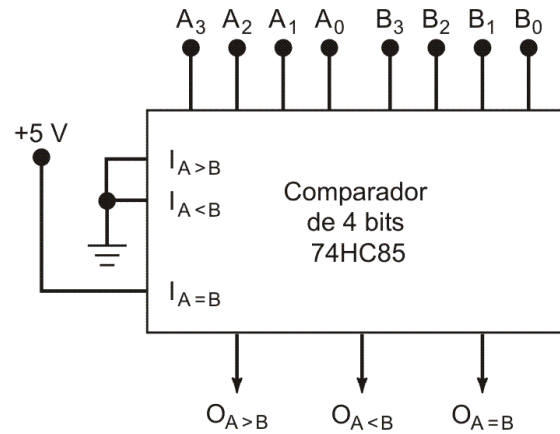 A3 A2 A1 A0 B3 B2 B1 B0
+5 V
IA>B
IA<B
IA=B
Comparador
de 4 bits
74HC85
OA>B OA<B OA=B